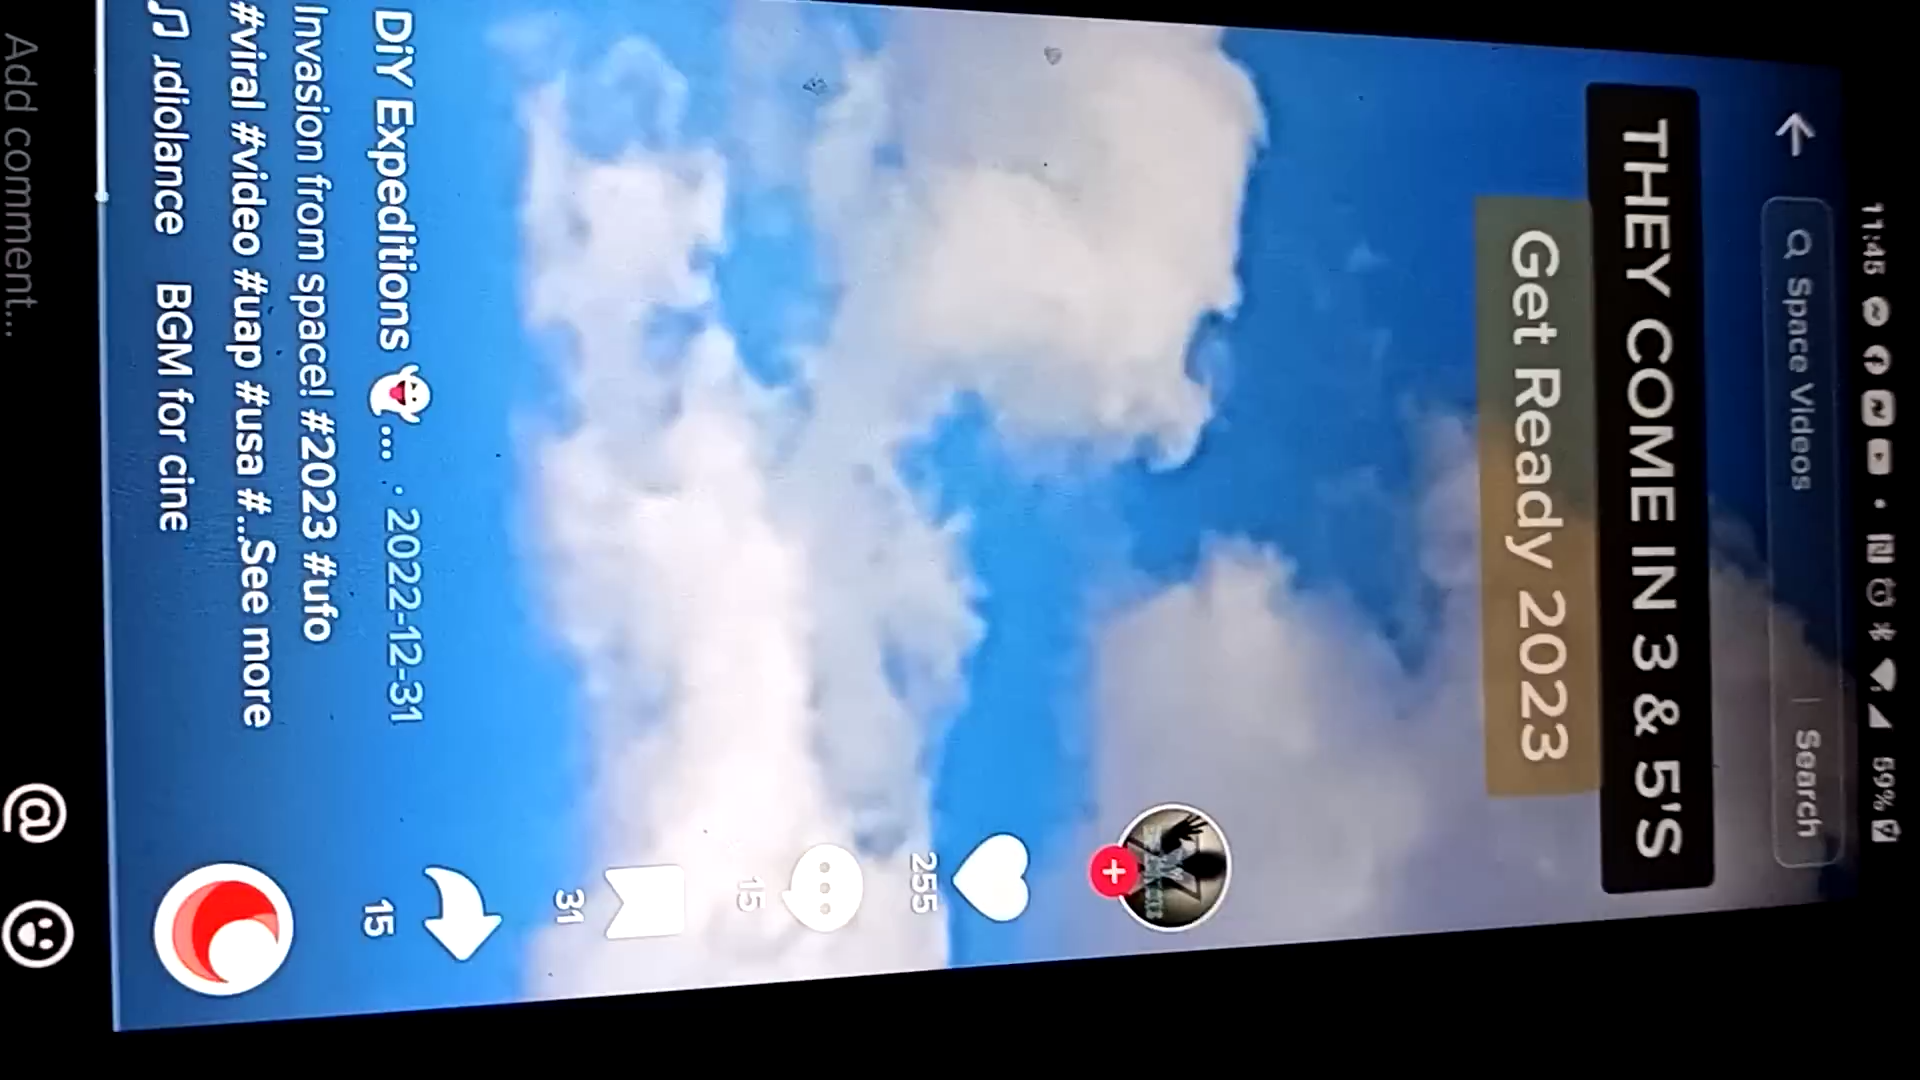 11:45
59%
Space Videos
Search
THEY COME IN 3 & 5'S
Get Ready 2023
255
15
31
15
DiY Expeditions 👻... · 2022-12-31
Invasion from space! #2023 #ufo
#viral #video #uap #usa #...See more
BGM for cine
Add comment...